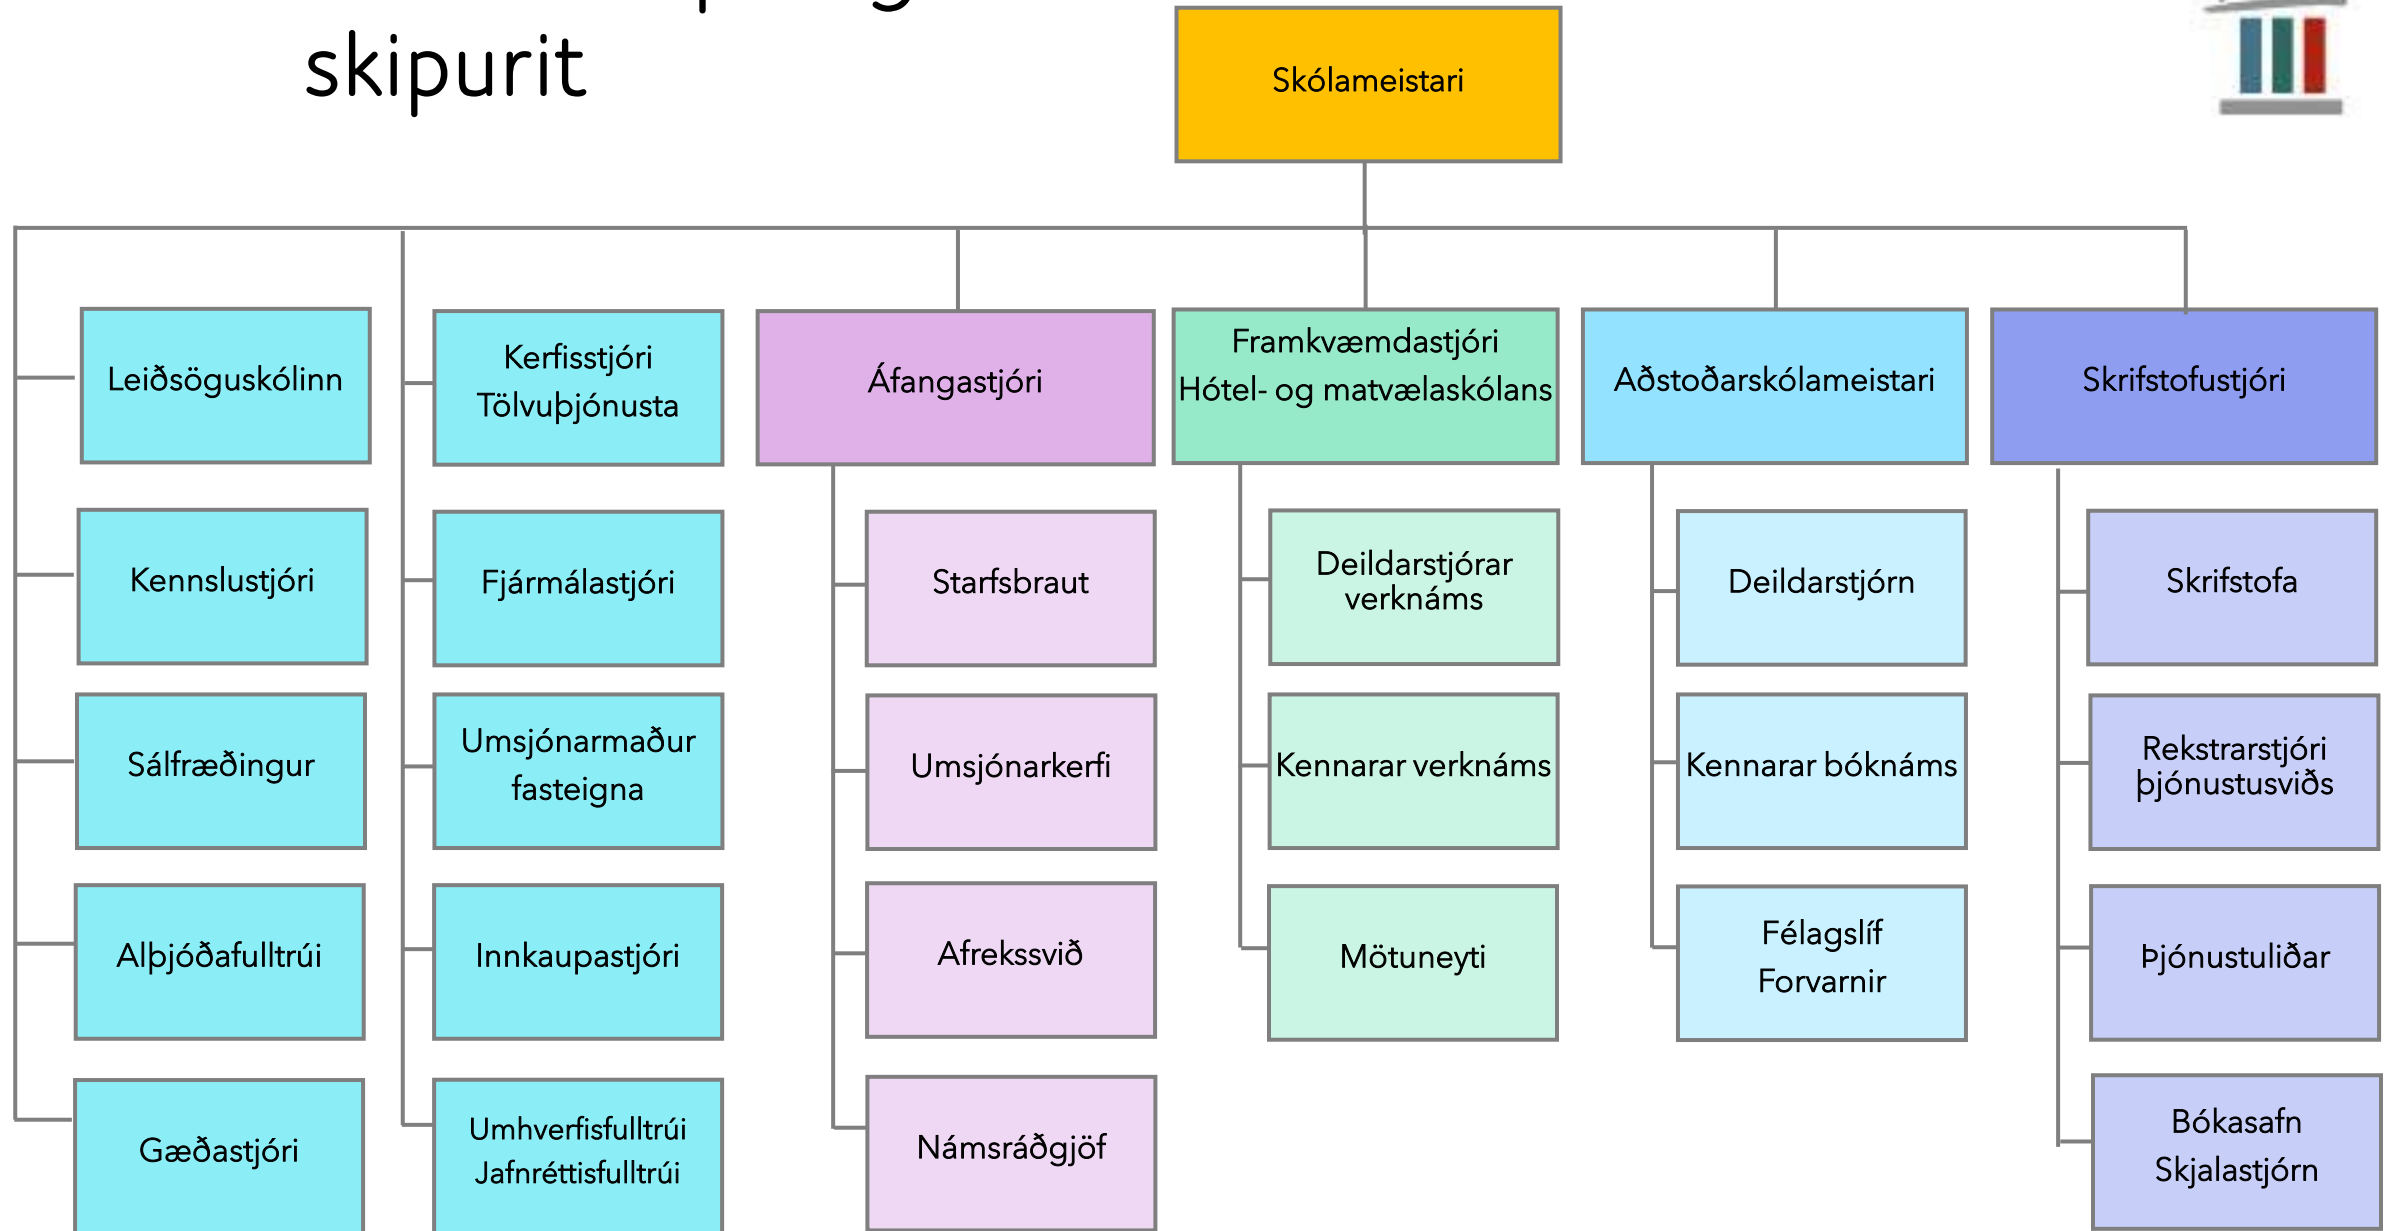 skipurit
Skólameistari
Leiðsöguskólinn
Kennslustjóri
Sálfræðingur
Alþjóðafulltrúi
Gæðastjóri
Kerfisstjóri
Tölvuþjónusta
Fjármálastjóri
Umsjónarmaður
fasteigna
Innkaupastjóri
Umhverfisfulltrúi
Jafnréttisfulltrúi
Áfangastjóri
Starfsbraut
Umsjónarkerfi
Afrekssvið
Námsráðgjöf
Framkvæmdastjóri
Hótel- og matvælaskólans
Deildarstjórar
verknáms
Kennarar verknáms
Mötuneyti
Aðstoðarskólameistari
Deildarstjórn
Kennarar bóknáms
Félagslíf
Forvarnir
Skrifstofustjóri
Skrifstofa
Rekstrarstjóri
þjónustusviðs
Þjónustuliðar
Bókasafn
Skjalastjórn